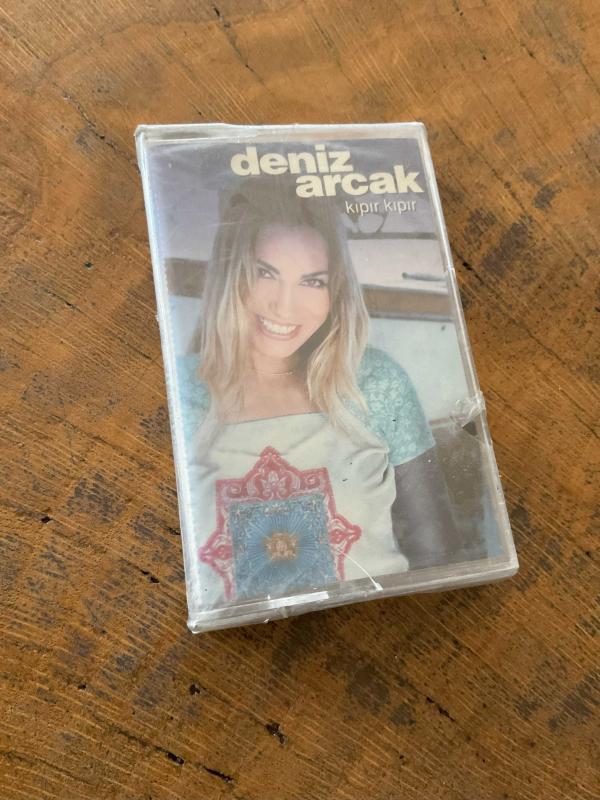 deniz
arcak
kıpır kıpır